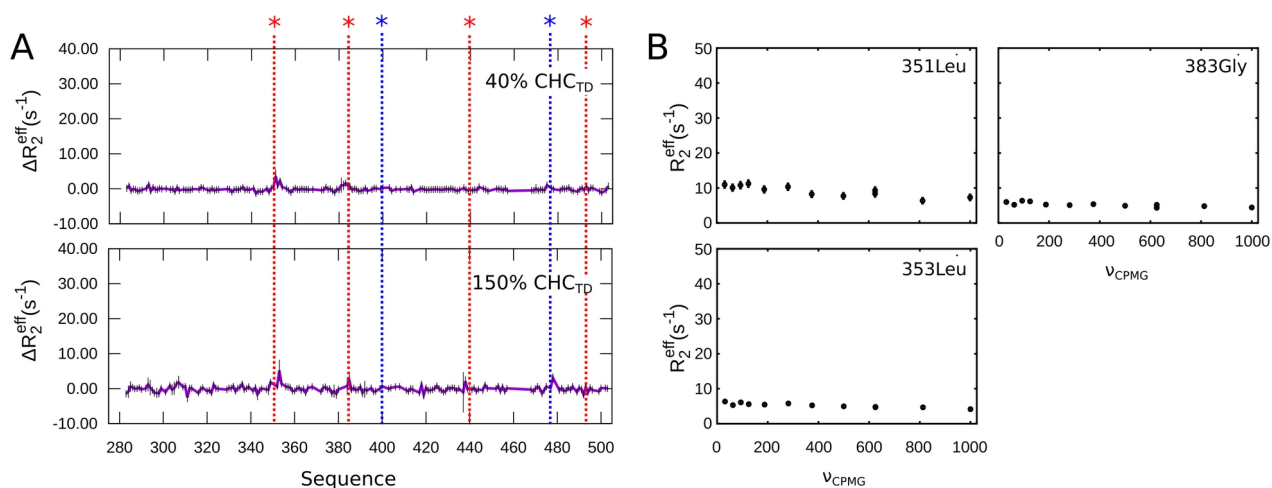 A
* * * * * *
40.00
30.00
20.00
10.00
0.00
-10.00
ΔR2eff(s-1)
40% CHCTD
40.00
30.00
20.00
10.00
0.00
-10.00
ΔR2eff(s-1)
150% CHCTD
280 300 320 340 360 380 400 420 440 460 480 500
Sequence
B
50
40
30
20
10
0
R2eff(s-1)
351Leu
0 200 400 600 800 1000
νCPMG
383Gly
50
40
30
20
10
0
R2eff(s-1)
353Leu
0 200 400 600 800 1000
νCPMG